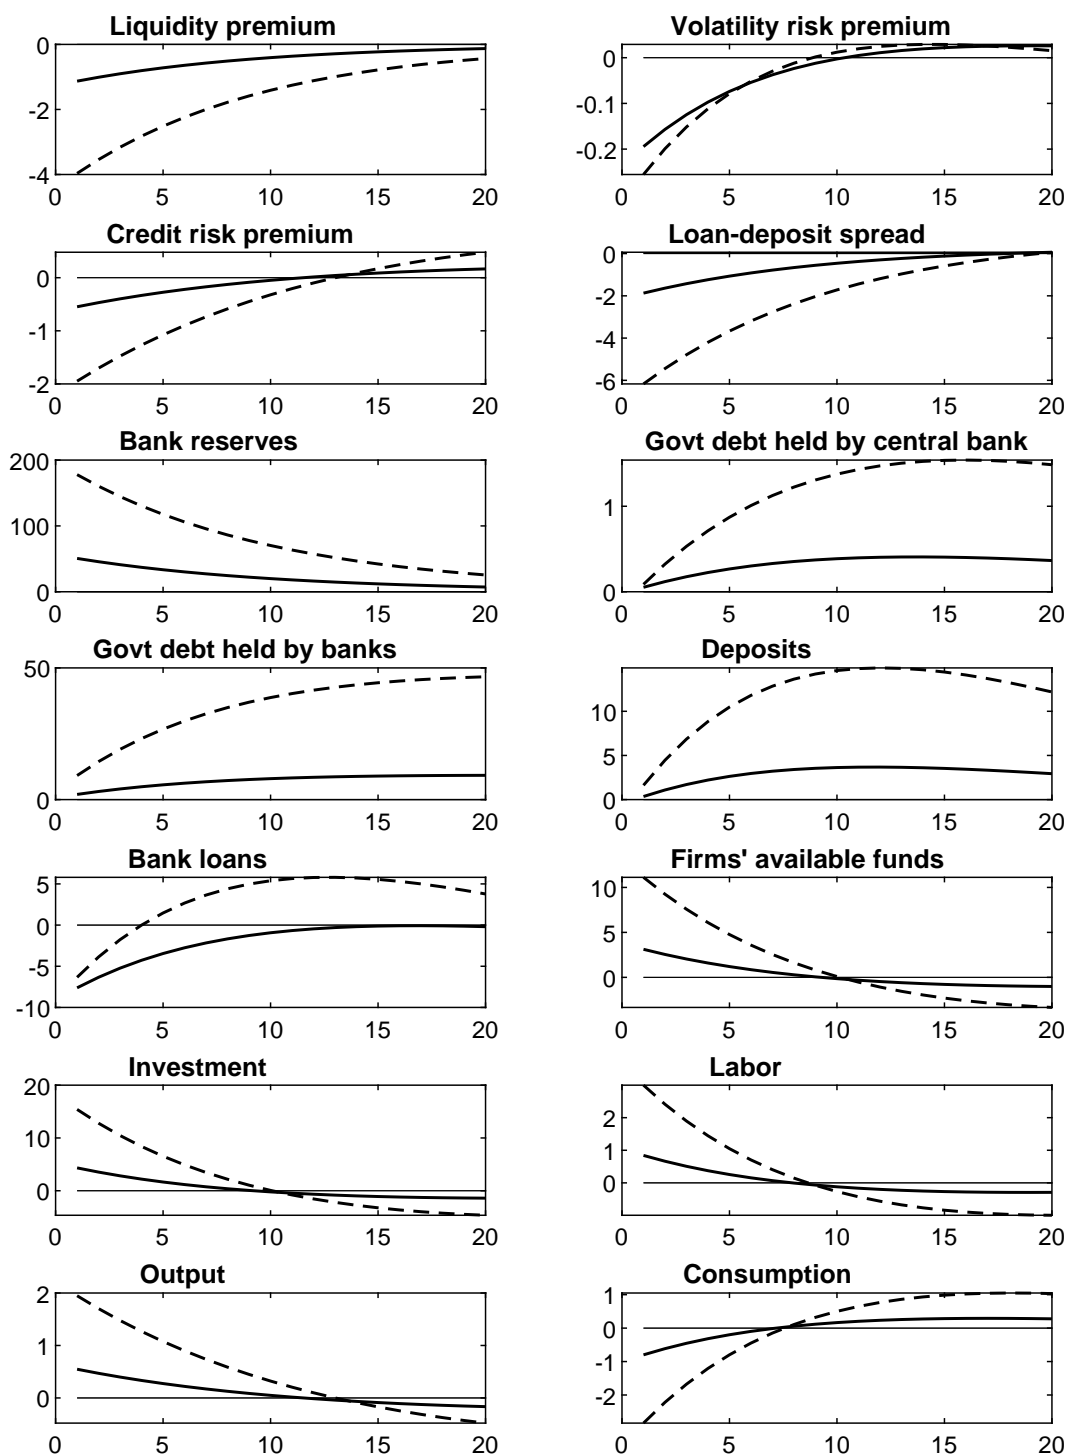 Liquidity premium
0
-2
-4
0 5 10 15 20
Volatility risk premium
0
-0.1
-0.2
0 5 10 15 20
Credit risk premium
0
-1
-2
0 5 10 15 20
Loan-deposit spread
0
-2
-4
-6
0 5 10 15 20
Bank reserves
200
100
0
0 5 10 15 20
Govt debt held by central bank
1
0
0 5 10 15 20
Govt debt held by banks
50
0
0 5 10 15 20
Deposits
10
5
0
0 5 10 15 20
Bank loans
5
0
-5
-10
0 5 10 15 20
Firms' available funds
10
5
0
0 5 10 15 20
Investment
20
10
0
0 5 10 15 20
Labor
2
1
0
0 5 10 15 20
Output
2
1
0
0 5 10 15 20
Consumption
1
0
-1
-2
0 5 10 15 20